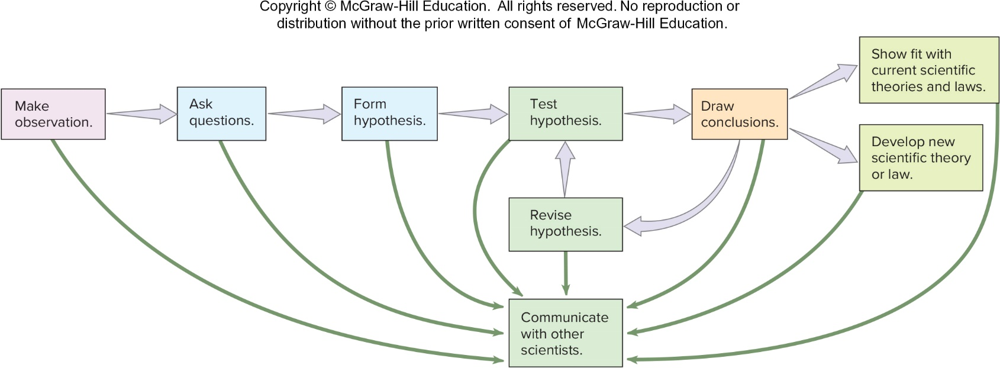 Copyright © McGraw-Hill Education. All rights reserved. No reproduction or
distribution without the prior written consent of McGraw-Hill Education.
Make
observation.
Ask
questions.
Form
hypothesis.
Test
hypothesis.
Draw
conclusions.
Show fit with
current scientific
theories and laws.
Develop new
scientific theory
or law.
Revise
hypothesis.
Communicate
with other
scientists.